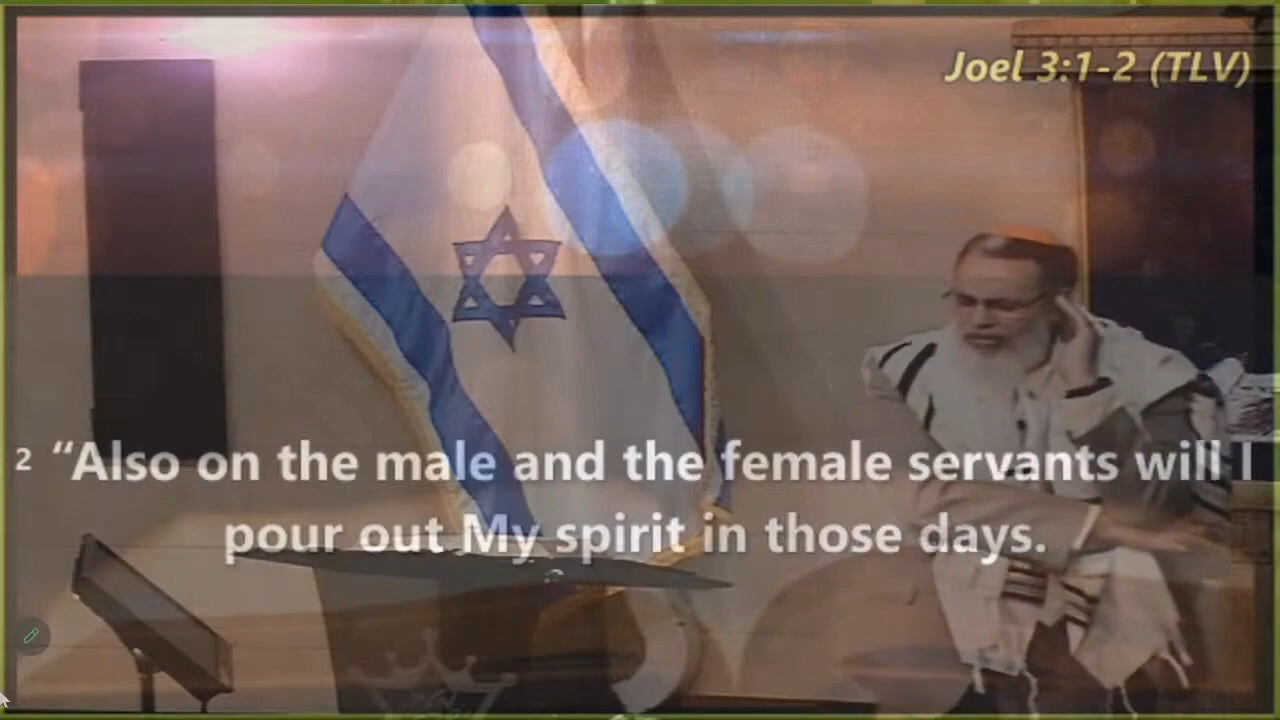 Joel 3:1-2 (TLV)
2 “Also on the male and the female servants will I
pour out My spirit in those days.